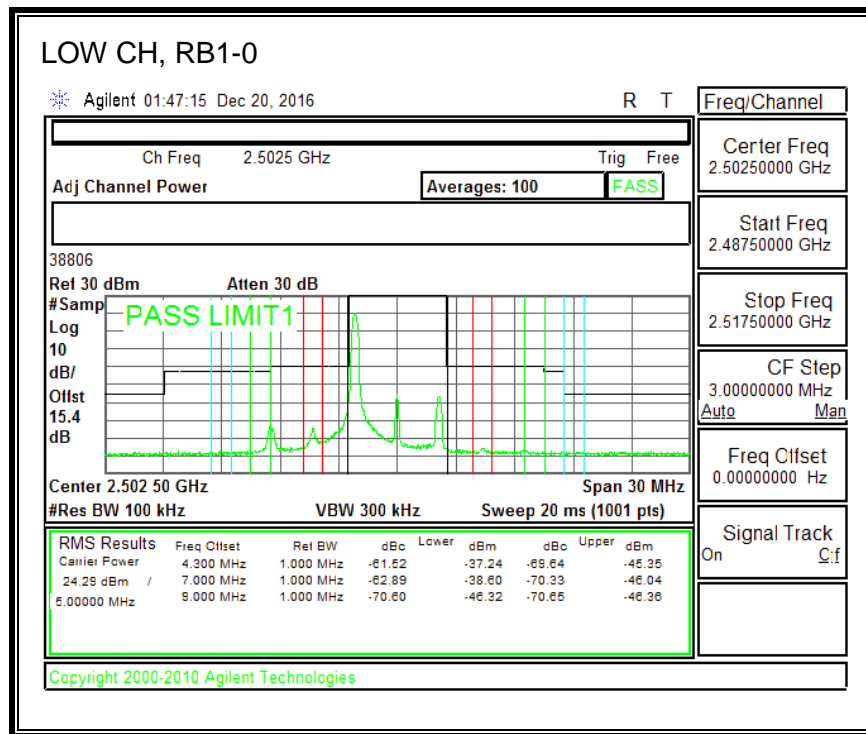 LOW CH, RB1-0
Agilent 01:47:15 Dec 20, 2016 R T
Freq/Channel
Ch Freq 2.5025 GHz Trig Free
Adj Channel Power Averages: 100 PASS
38806
Ref 30 dBm Atten 30 dB
#Samp
Log
10
dB/
Offst
15.4
dB
PASS LIMIT1
Center 2.502 50 GHz Span 30 MHz
#Res BW 100 kHz VBW 300 kHz Sweep 20 ms (1001 pts)
RMS Results Freq Offset Ref BW dBc Lower dBm dBc Upper dBm
Carrier Power 4.300 MHz 1.000 MHz -61.52 -37.24 -69.64 -45.35
24.29 dBm / 7.000 MHz 1.000 MHz -62.89 -38.60 -70.33 -46.04
5.00000 MHz 9.000 MHz 1.000 MHz -70.60 -46.32 -70.65 -46.36
Copyright 2000-2010 Agilent Technologies
Center Freq
2.50250000 GHz
Start Freq
2.48750000 GHz
Stop Freq
2.51750000 GHz
CF Step
3.00000000 MHz
Auto Man
Freq Offset
0.00000000 Hz
Signal Track
On Off